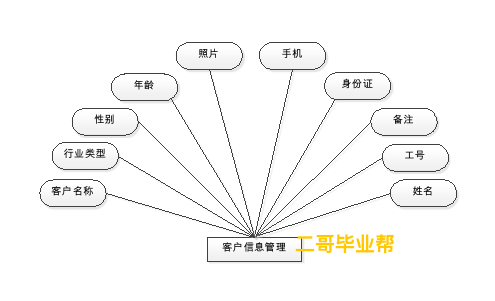 照片
手机
年龄
身份证
性别
备注
行业类型
工号
客户名称
姓名
客户信息管理
二哥毕业帮